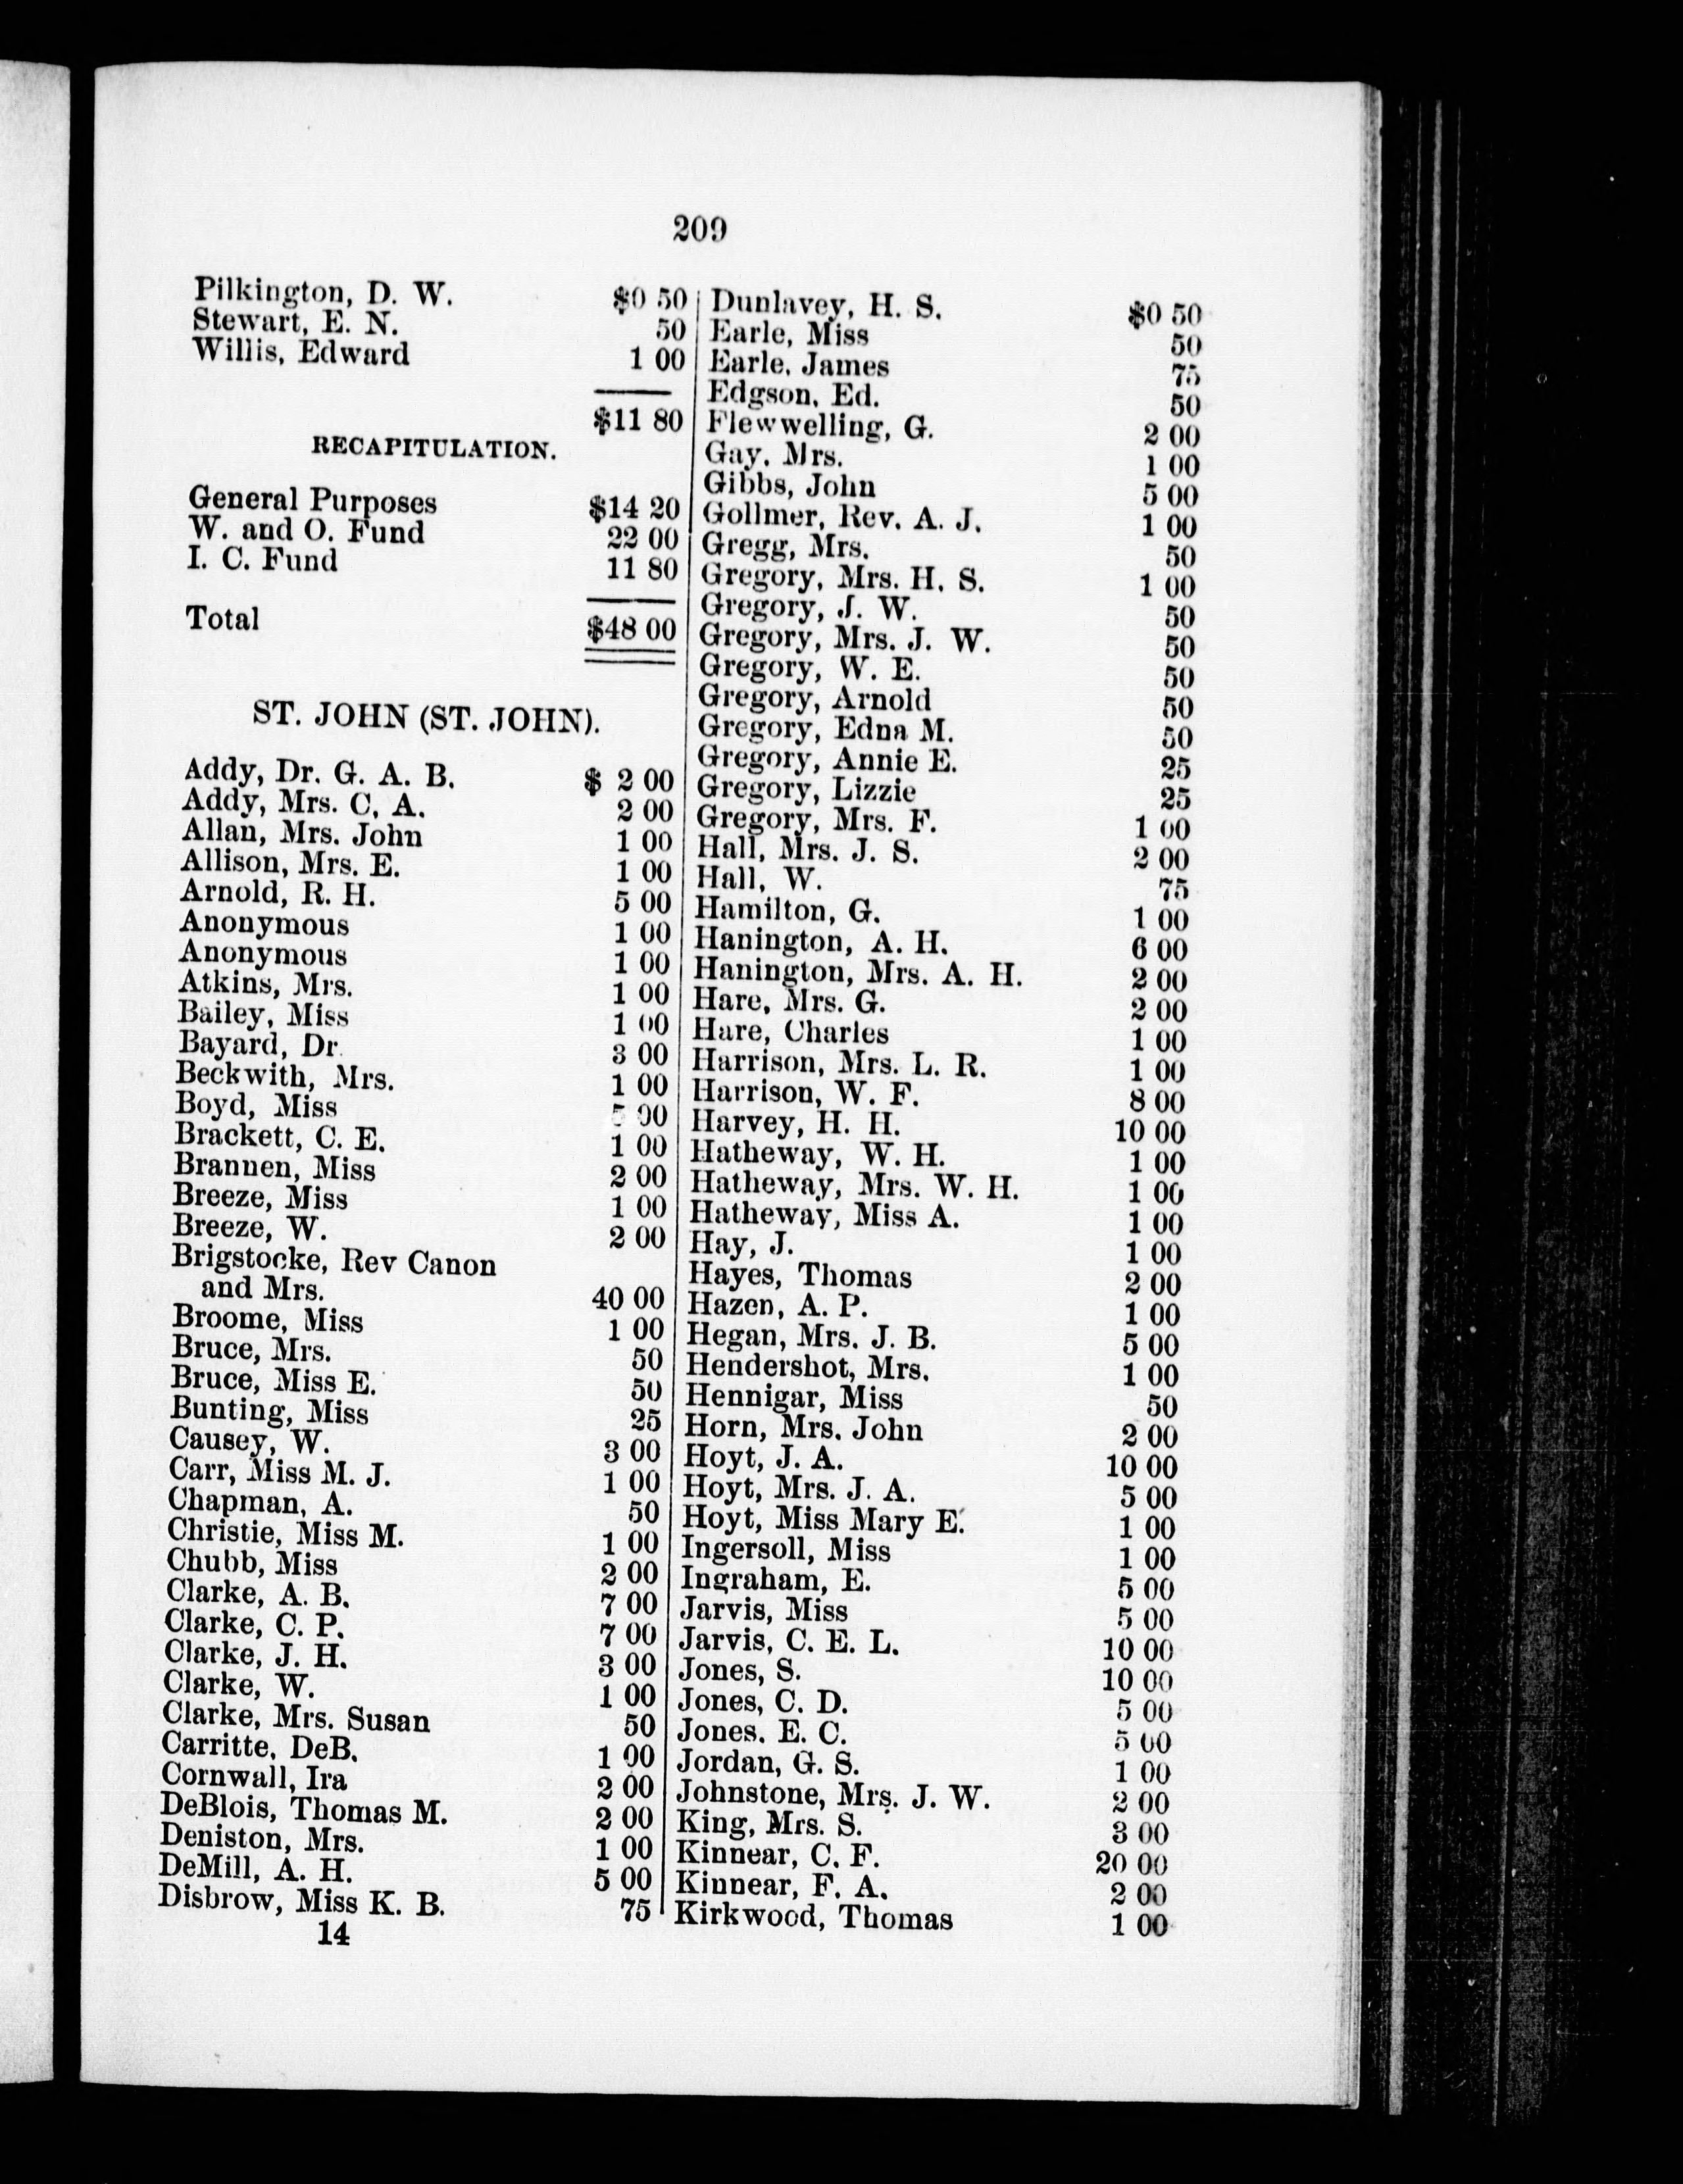 209
Pilkington, D. W. $0 50
Stewart, E. N. 50
Willis, Edward 1 00
$11 80
RECAPITULATION.
General Purposes $14 20
W. and O. Fund 22 00
I. C. Fund 11 80
Total $48 00
ST. JOHN (ST. JOHN).
Addy, Dr. G. A. B. $ 2 00
Addy, Mrs. C, A. 2 00
Allan, Mrs. John 1 00
Allison, Mrs. E. 1 00
Arnold, R. H. 5 00
Anonymous 1 00
Anonymous 1 00
Atkins, Mrs. 1 00
Bailey, Miss 1 00
Bayard, Dr. 3 00
Beckwith, Mrs. 1 00
Boyd, Miss 5 00
Brackett, C. E. 1 00
Brannen, Miss 2 00
Breeze, Miss 1 00
Breeze, W. 2 00
Brigstocke, Rev Canon
and Mrs. 40 00
Broome, Miss 1 00
Bruce, Mrs. 50
Bruce, Miss E. 50
Bunting, Miss 25
Causey, W. 3 00
Carr, Miss M. J. 1 00
Chapman, A. 50
Christie, Miss M. 1 00
Chubb, Miss 2 00
Clarke, A. B. 7 00
Clarke, C. P. 7 00
Clarke, J. H. 3 00
Clarke, W. 1 00
Clarke, Mrs. Susan 50
Carritte, DeB. 1 00
Cornwall, Ira 2 00
DeBlois, Thomas M. 2 00
Deniston, Mrs. 1 00
DeMill, A. H. 5 00
Disbrow, Miss K. B. 75
14
Dunlavey, H. S. $0 50
Earle, Miss 50
Earle, James 75
Edgson, Ed. 50
Flewwelling, G. 2 00
Gay, Mrs. 1 00
Gibbs, John 5 00
Gollmer, Rev. A. J. 1 00
Gregg, Mrs. 50
Gregory, Mrs. H. S. 1 00
Gregory, J. W. 50
Gregory, Mrs. J. W. 50
Gregory, W. E. 50
Gregory, Arnold 50
Gregory, Edna M. 50
Gregory, Annie E. 25
Gregory, Lizzie 25
Gregory, Mrs. F. 1 00
Hall, Mrs. J. S. 2 00
Hall, W. 75
Hamilton, G. 1 00
Hanington, A. H. 6 00
Hanington, Mrs. A. H. 2 00
Hare, Mrs. G. 2 00
Hare, Charles 1 00
Harrison, Mrs. L. R. 1 00
Harrison, W. F. 8 00
Harvey, H. H. 10 00
Hatheway, W. H. 1 00
Hatheway, Mrs. W. H. 1 00
Hatheway, Miss A. 1 00
Hay, J. 1 00
Hayes, Thomas 2 00
Hazen, A. P. 1 00
Hegan, Mrs. J. B. 5 00
Hendershot, Mrs. 1 00
Hennigar, Miss 50
Horn, Mrs. John 2 00
Hoyt, J. A. 10 00
Hoyt, Mrs. J. A. 5 00
Hoyt, Miss Mary E. 1 00
Ingersoll, Miss 1 00
Ingraham, E. 5 00
Jarvis, Miss 5 00
Jarvis, C. E. L. 10 00
Jones, S. 10 00
Jones, C. D. 5 00
Jones. E. C. 5 00
Jordan, G. S. 1 00
Johnstone, Mrs. J. W. 2 00
King, Mrs. S. 3 00
Kinnear, C. F. 20 00
Kinnear, F. A. 2 00
Kirkwood, Thomas 1 00